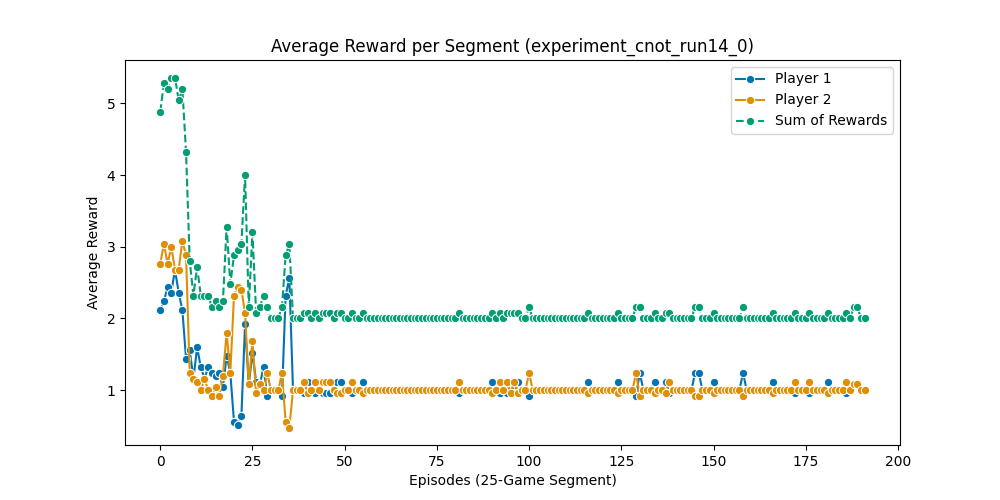 Average Reward per Segment (experiment_cnot_run14_0)
Player 1
Player 2
Sum of Rewards
Average Reward
5
4
3
2
1
0 25 50 75 100 125 150 175 200
Episodes (25-Game Segment)